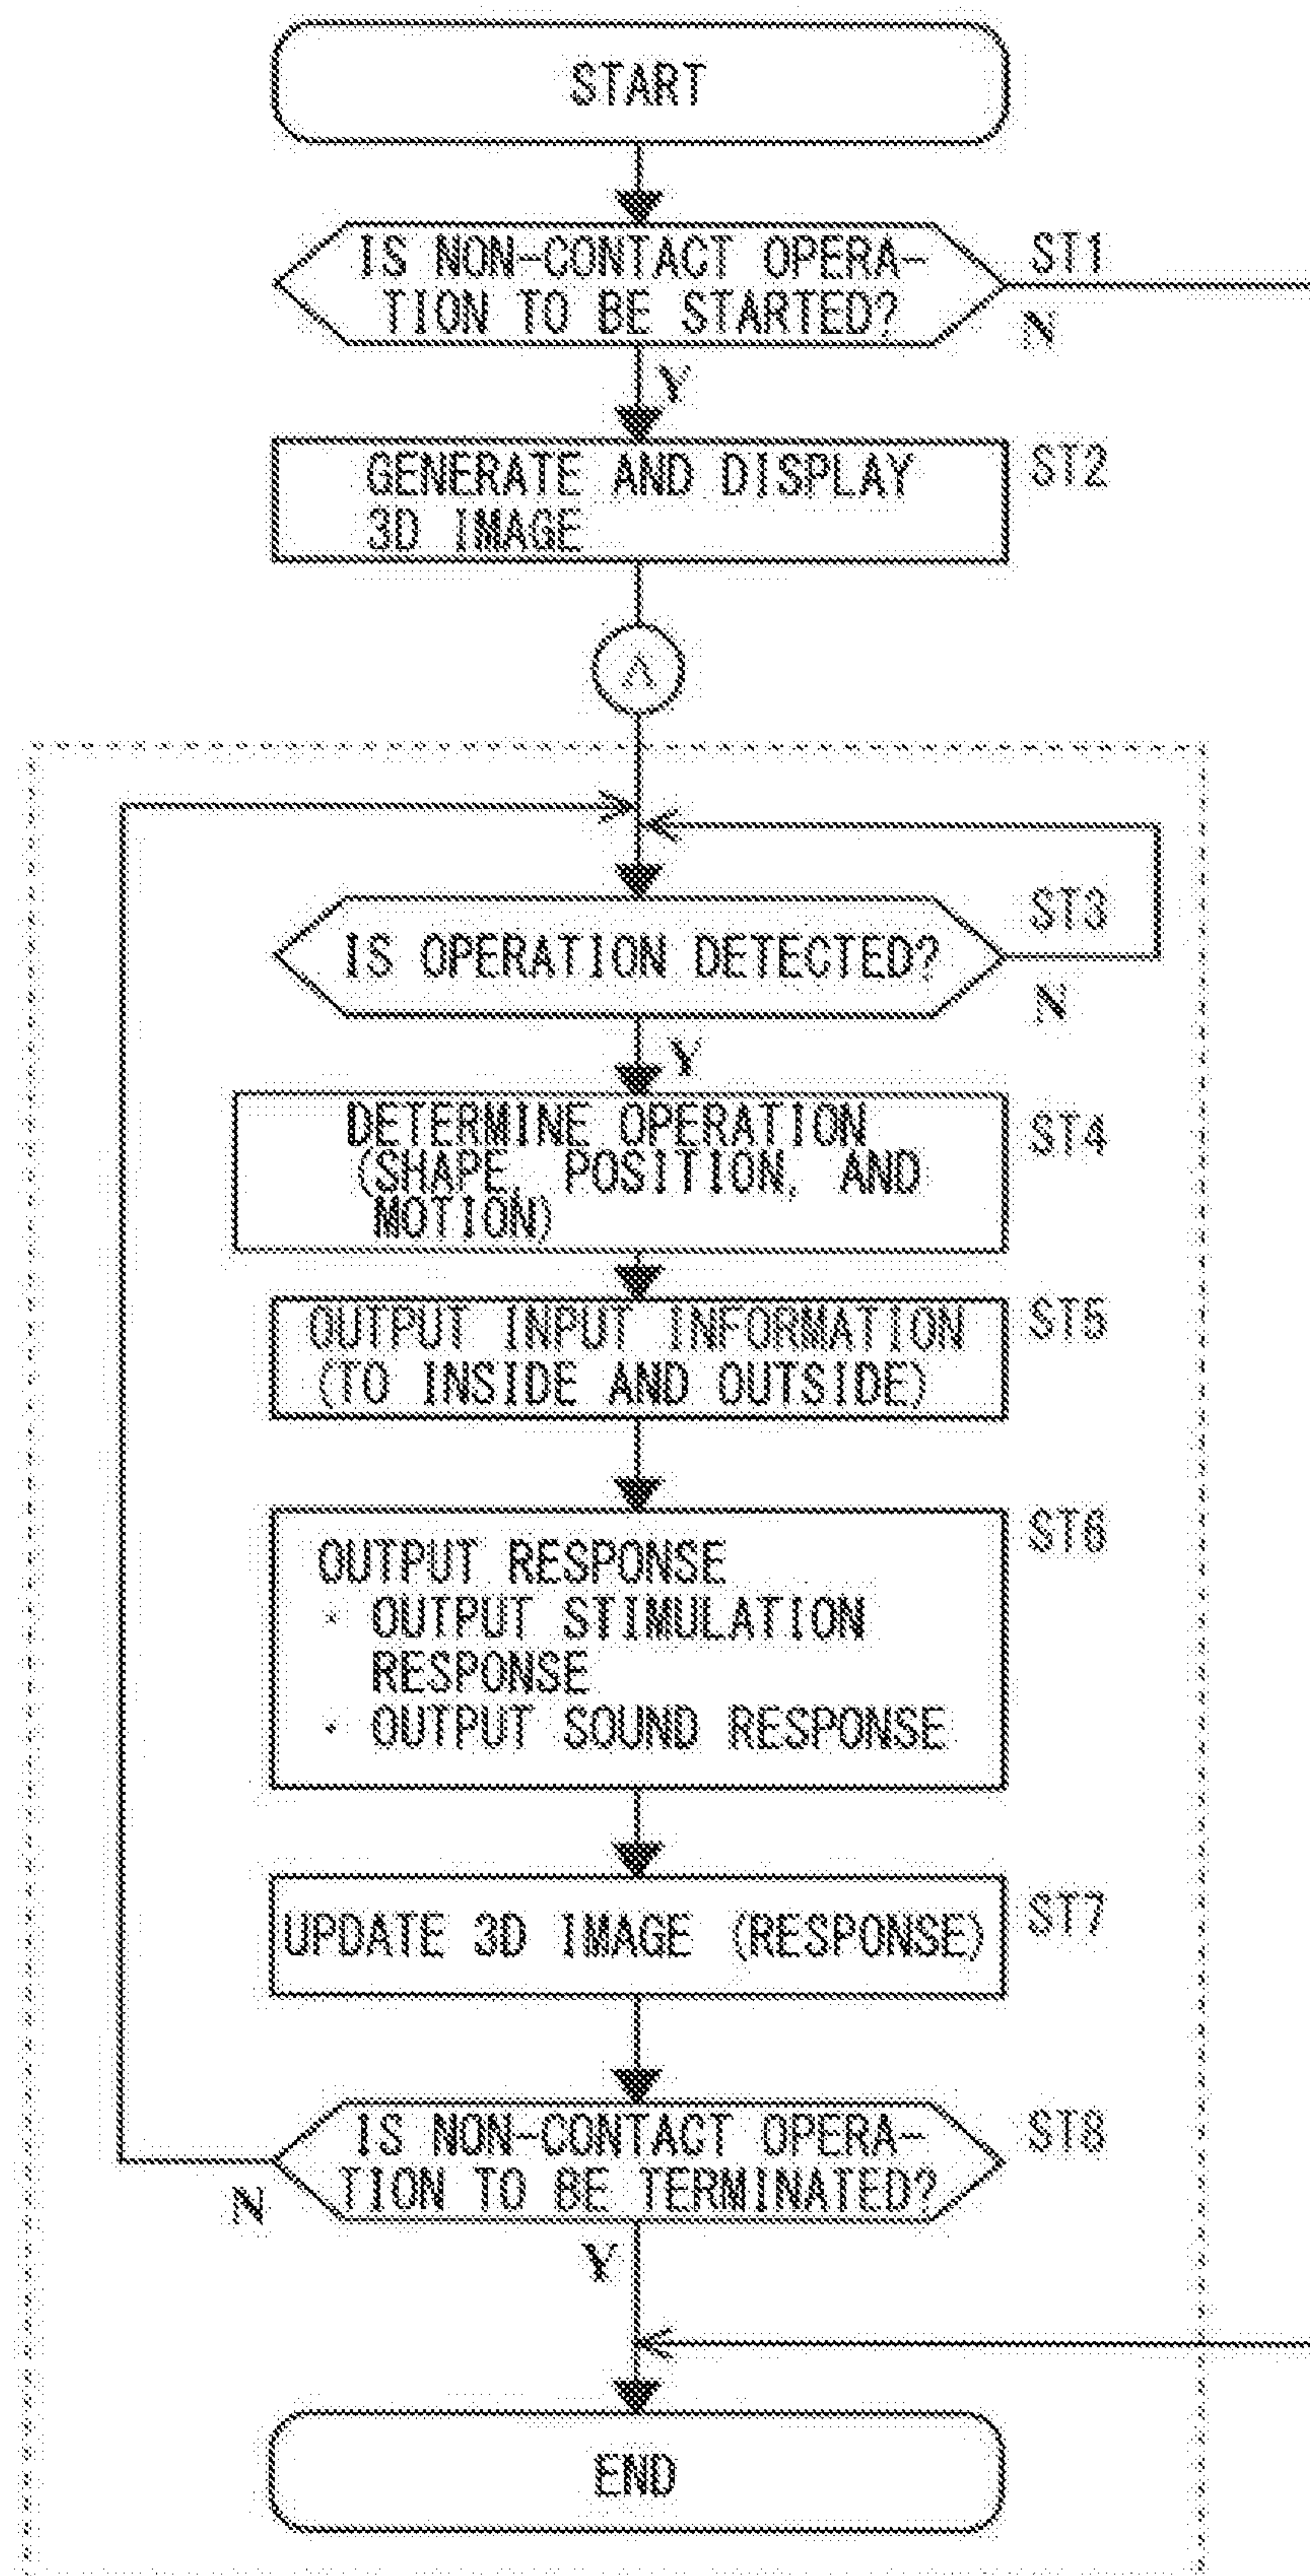 START
IS NON-CONTACT OPERA-
TION TO BE STARTED?
ST1
N
Y
GENERATE AND DISPLAY
3D IMAGE
ST2
A
IS OPERATION DETECTED?
ST3
N
Y
DETERMINE OPERATION
(SHAPE, POSITION, AND
MOTION)
ST4
OUTPUT INPUT INFORMATION
(TO INSIDE AND OUTSIDE)
ST5
OUTPUT RESPONSE
・ OUTPUT STIMULATION
RESPONSE
・ OUTPUT SOUND RESPONSE
ST6
UPDATE 3D IMAGE (RESPONSE)
ST7
IS NON-CONTACT OPERA-
TION TO BE TERMINATED?
ST8
N
Y
END